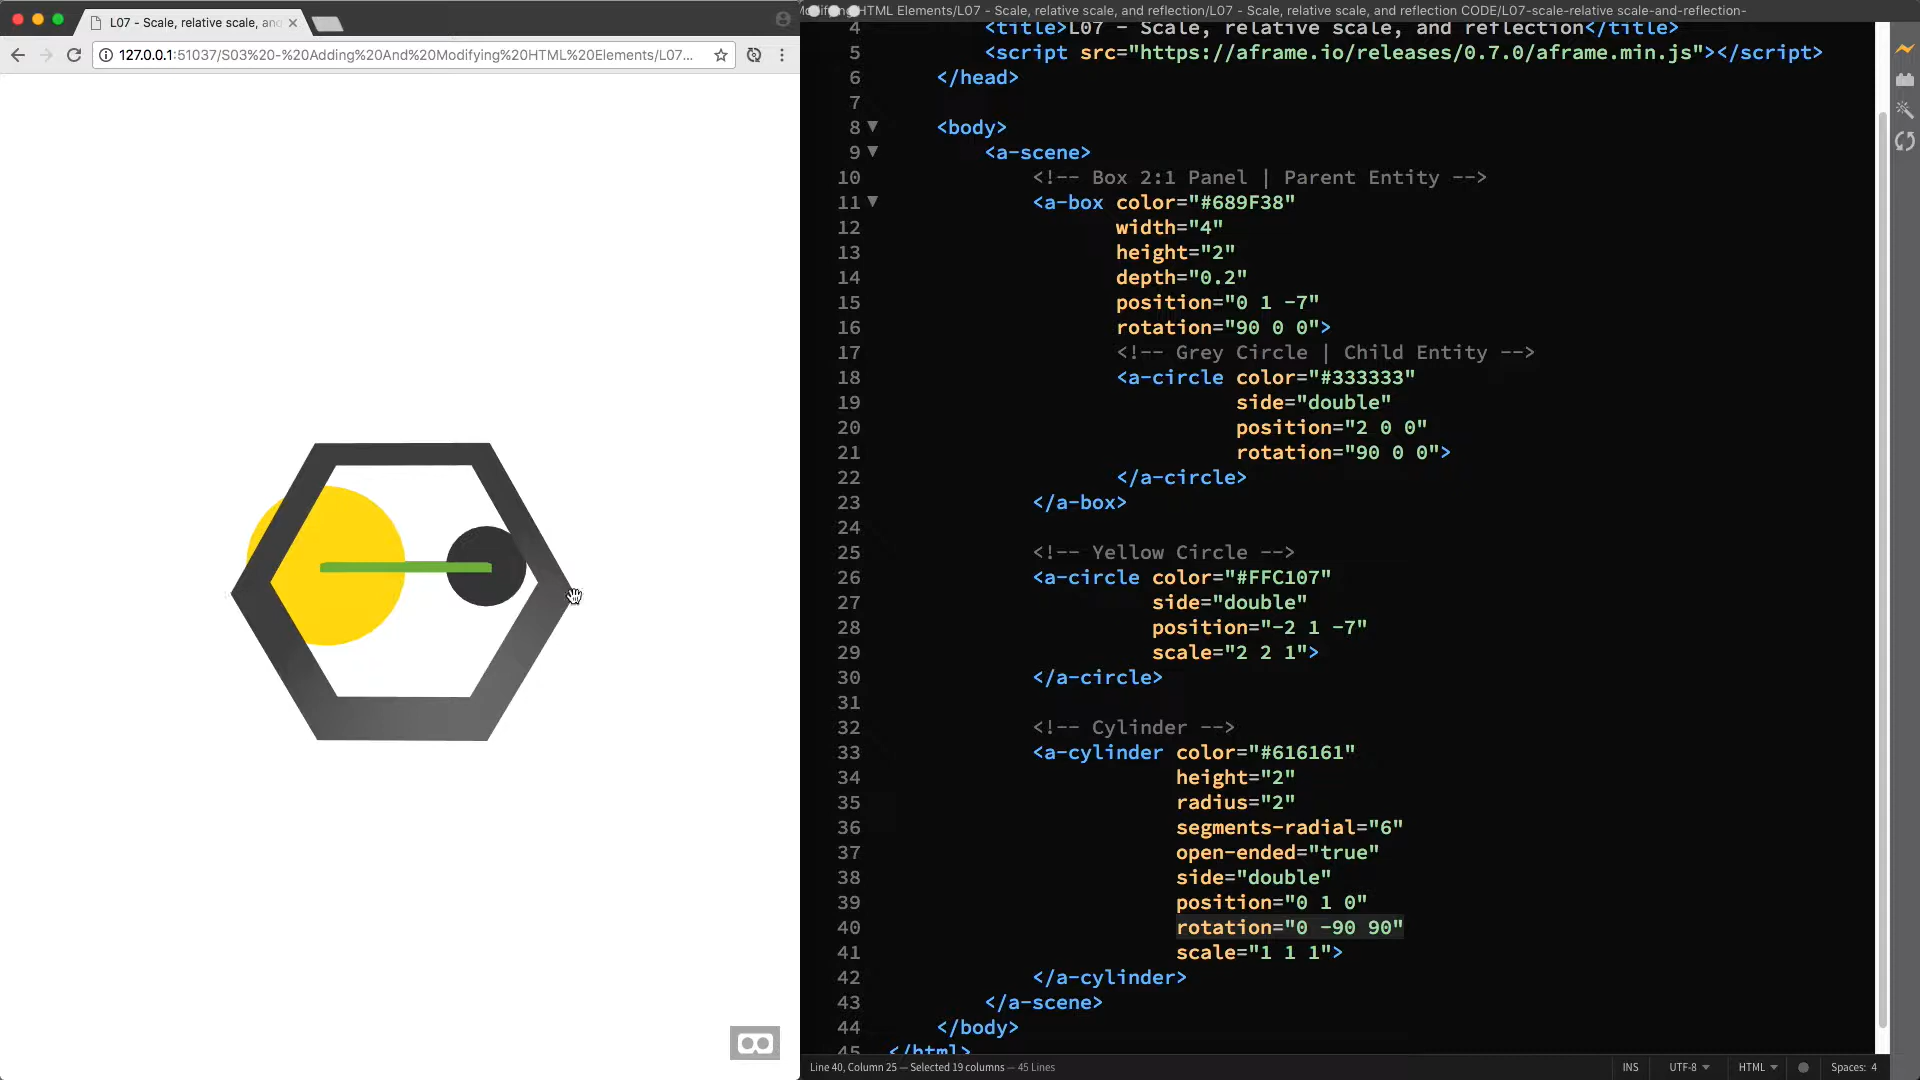 L07 - Scale, relative scale, and
127.0.0.1:51037/S03%20-%20Adding%20And%20Modifying%20HTML%20Elements/L07...
HTML Elements/L07 - Scale, relative scale, and reflection/L07 - Scale, relative scale, and reflection CODE/L07-scale-relative scale-and-reflection-
4 <title>L07 - Scale, relative scale, and reflection</title>
5 <script src="https://aframe.io/releases/0.7.0/aframe.min.js"></script>
6 </head>
7
8 <body>
9 <a-scene>
10 <!-- Box 2:1 Panel | Parent Entity -->
11 <a-box color="#689F38"
12 width="4"
13 height="2"
14 depth="0.2"
15 position="0 1 -7"
16 rotation="90 0 0">
17 <!-- Grey Circle | Child Entity -->
18 <a-circle color="#333333"
19 side="double"
20 position="2 0 0"
21 rotation="90 0 0">
22 </a-circle>
23 </a-box>
24
25 <!-- Yellow Circle -->
26 <a-circle color="#FFC107"
27 side="double"
28 position="-2 1 -7"
29 scale="2 2 1">
30 </a-circle>
31
32 <!-- Cylinder -->
33 <a-cylinder color="#616161"
34 height="2"
35 radius="2"
36 segments-radial="6"
37 open-ended="true"
38 side="double"
39 position="0 1 0"
40 rotation="0 -90 90"
41 scale="1 1 1">
42 </a-cylinder>
43 </a-scene>
44 </body>
45 </html>
Line 40, Column 25 — Selected 19 columns — 45 Lines
INS
UTF-8
HTML
Spaces: 4